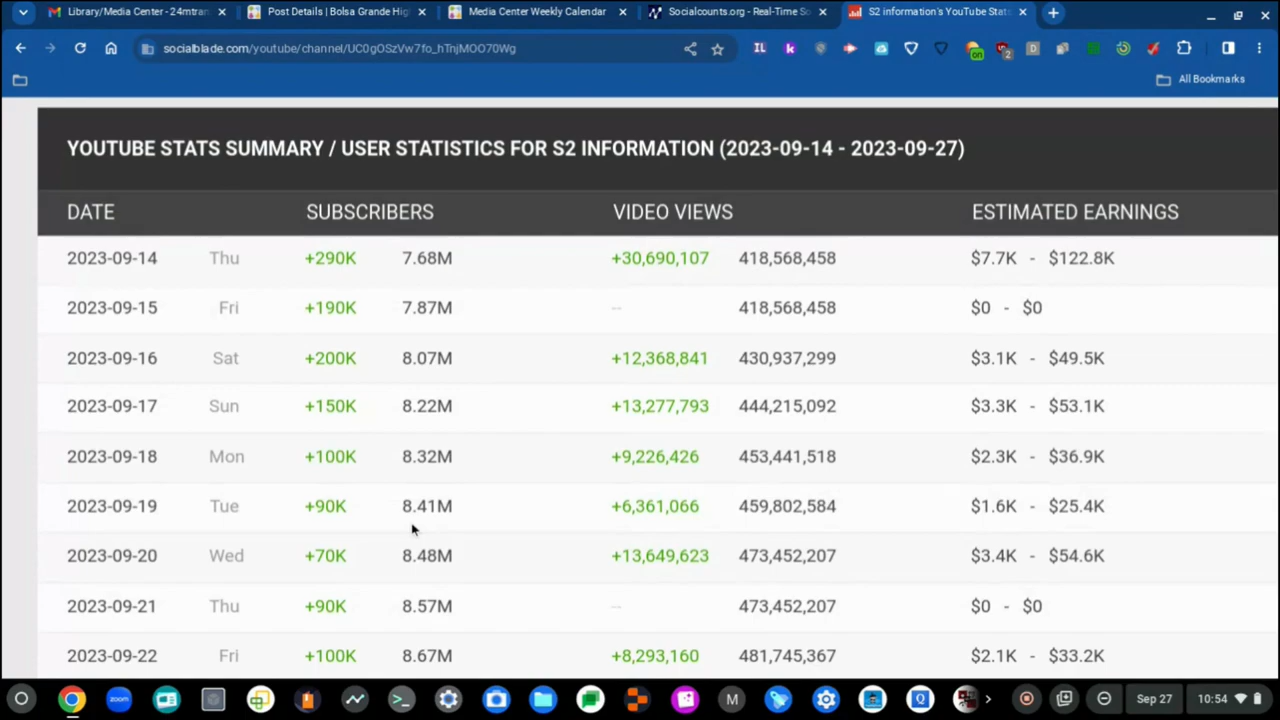 Library/Media Center - 24mtran
Post Details | Bolsa Grande Hig
Media Center Weekly Calendar
Socialcounts.org - Real-Time So
S2 information's YouTube Stats
socialblade.com/youtube/channel/UC0gOSzVw7fo_hTnjMOO70Wg
IL
k
on
2
D
All Bookmarks
YOUTUBE STATS SUMMARY / USER STATISTICS FOR S2 INFORMATION (2023-09-14 - 2023-09-27)
DATE SUBSCRIBERS VIDEO VIEWS ESTIMATED EARNINGS
2023-09-14 Thu +290K 7.68M +30,690,107 418,568,458 $7.7K - $122.8K
2023-09-15 Fri +190K 7.87M -- 418,568,458 $0 - $0
2023-09-16 Sat +200K 8.07M +12,368,841 430,937,299 $3.1K - $49.5K
2023-09-17 Sun +150K 8.22M +13,277,793 444,215,092 $3.3K - $53.1K
2023-09-18 Mon +100K 8.32M +9,226,426 453,441,518 $2.3K - $36.9K
2023-09-19 Tue +90K 8.41M +6,361,066 459,802,584 $1.6K - $25.4K
2023-09-20 Wed +70K 8.48M +13,649,623 473,452,207 $3.4K - $54.6K
2023-09-21 Thu +90K 8.57M -- 473,452,207 $0 - $0
2023-09-22 Fri +100K 8.67M +8,293,160 481,745,367 $2.1K - $33.2K
zoom M Q Sep 27 10:54